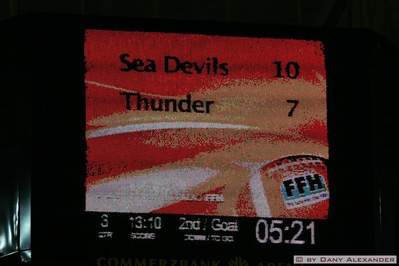 Sea Devils 10
Thunder 7
FFH
3 13:10 2nd / Goal 05:21
QTR SCORE DOWN / TO GO
COMMERZBANK
© BY DANY ALEXANDER